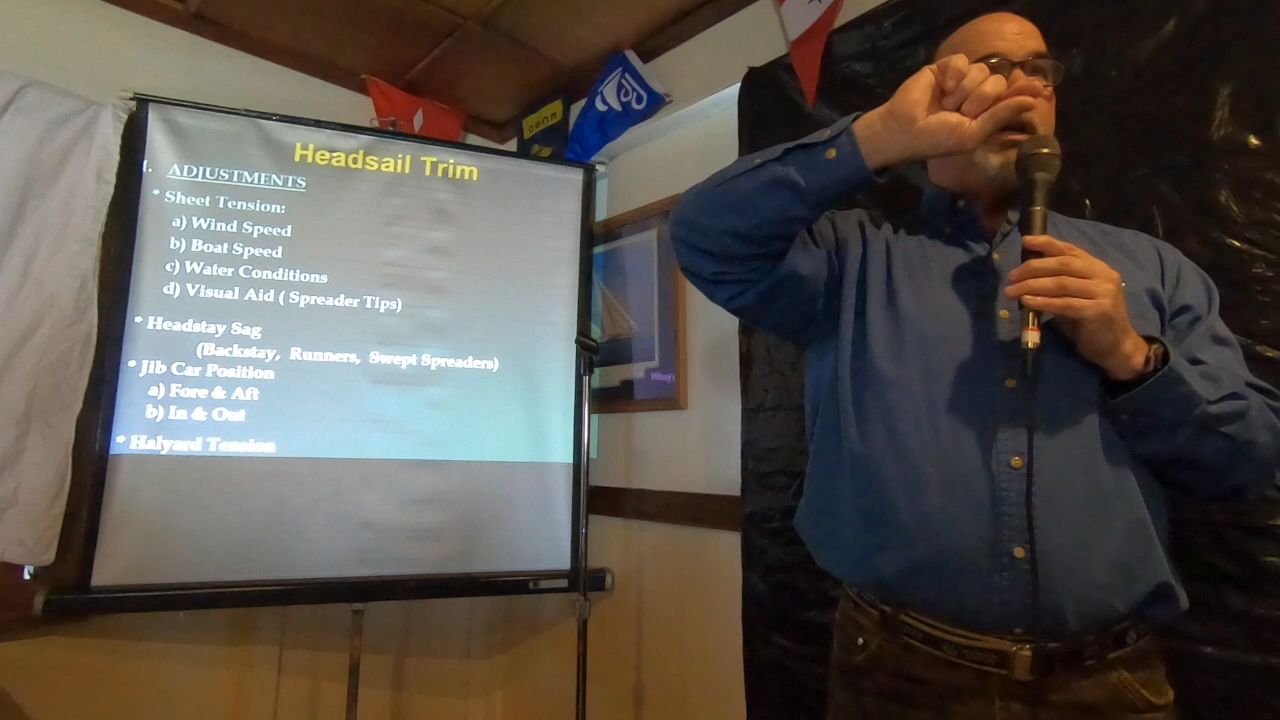 Headsail Trim
I. ADJUSTMENTS
* Sheet Tension:
a) Wind Speed
b) Boat Speed
c) Water Conditions
d) Visual Aid ( Spreader Tips)
* Headstay Sag
(Backstay, Runners, Swept Spreaders)
* Jib Car Position
a) Fore & Aft
b) In & Out
* Halyard Tension